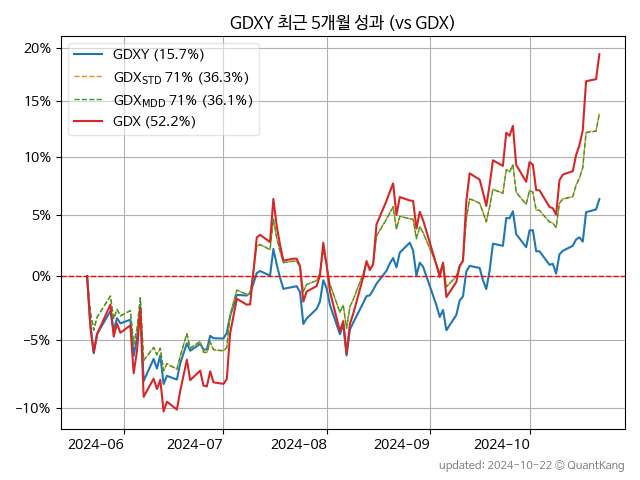 GDXY 최근 5개월 성과 (vs GDX)
20%
15%
10%
5%
0%
−5%
−10%
GDXY (15.7%)
GDX_STD 71% (36.3%)
GDX_MDD 71% (36.1%)
GDX (52.2%)
2024-06
2024-07
2024-08
2024-09
2024-10
updated: 2024-10-22 © QuantKang